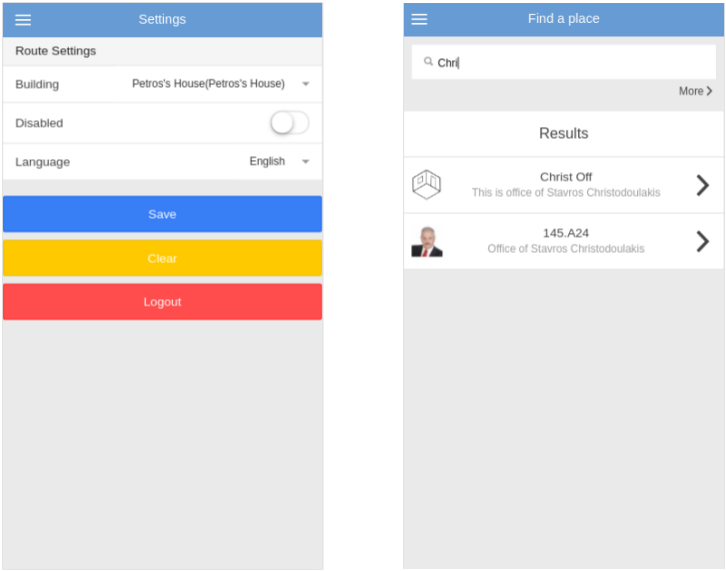 Settings
Route Settings
Building Petros's House(Petros's House)
Disabled
Language English
Save
Clear
Logout
Find a place
Chri
More
Results
Christ Off
This is office of Stavros Christodoulakis
145.A24
Office of Stavros Christodoulakis